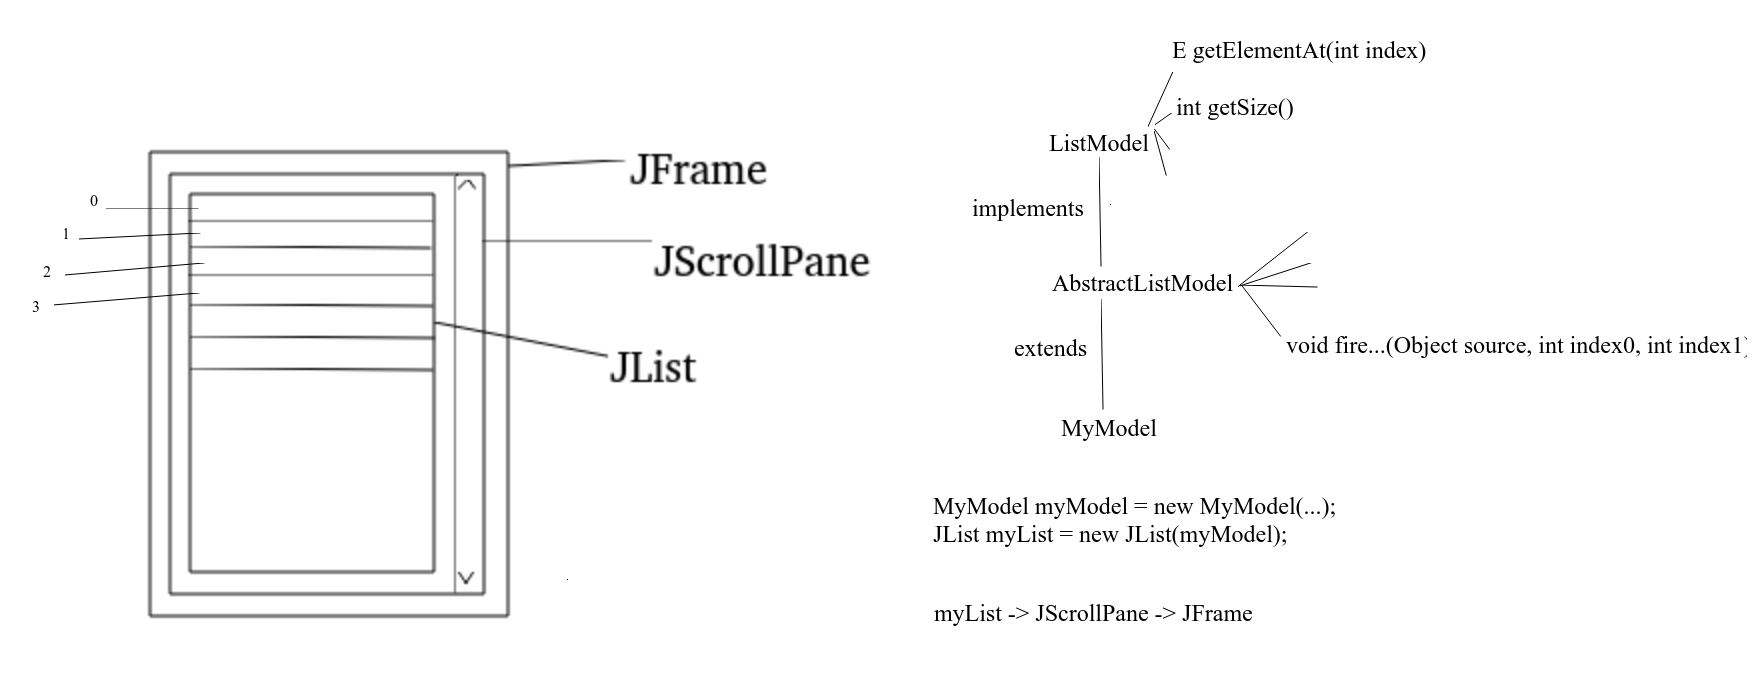 0
1
2
3
JFrame
JScrollPane
JList
E getElementAt(int index)
int getSize()
ListModel
implements
AbstractListModel
extends
void fire...(Object source, int index0, int index1)
MyModel
MyModel myModel = new MyModel(...);
JList myList = new JList(myModel);
myList -> JScrollPane -> JFrame